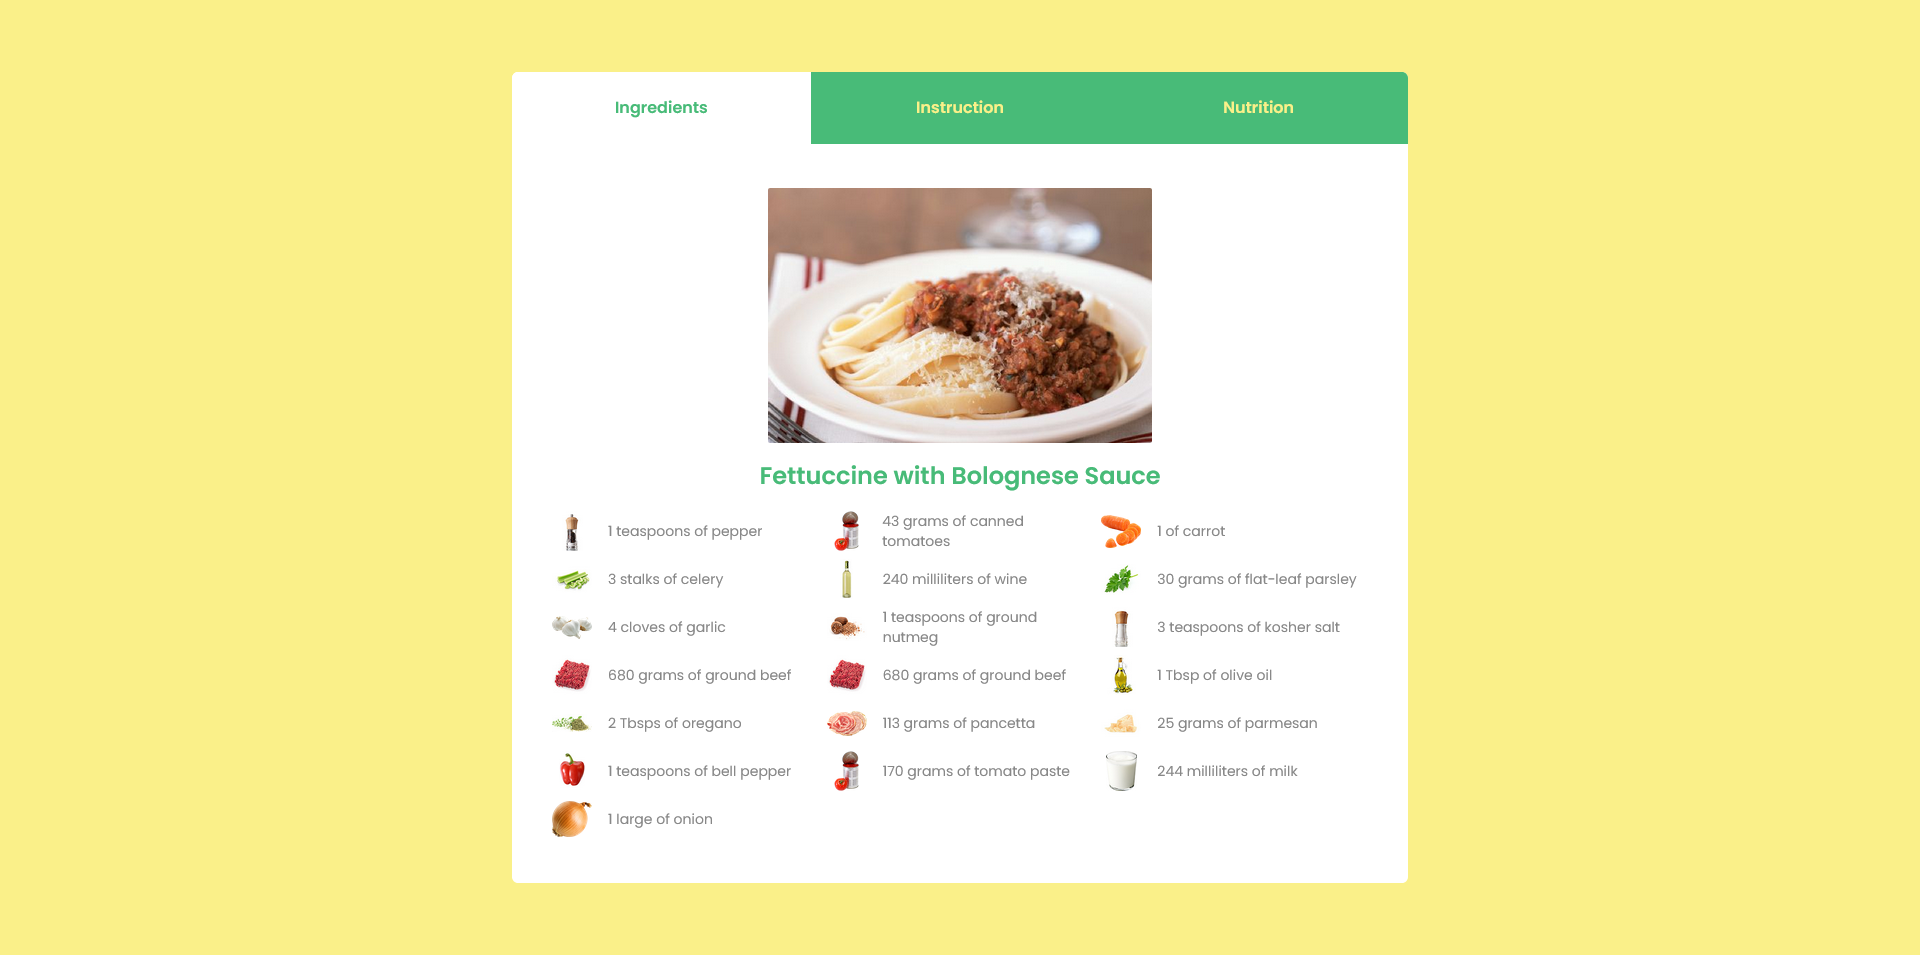 Ingredients
Instruction
Nutrition
Fettuccine with Bolognese Sauce
1 teaspoons of pepper
43 grams of canned
tomatoes
1 of carrot
3 stalks of celery
240 milliliters of wine
30 grams of flat-leaf parsley
4 cloves of garlic
1 teaspoons of ground
nutmeg
3 teaspoons of kosher salt
680 grams of ground beef
680 grams of ground beef
1 Tbsp of olive oil
2 Tbsps of oregano
113 grams of pancetta
25 grams of parmesan
1 teaspoons of bell pepper
170 grams of tomato paste
244 milliliters of milk
1 large of onion